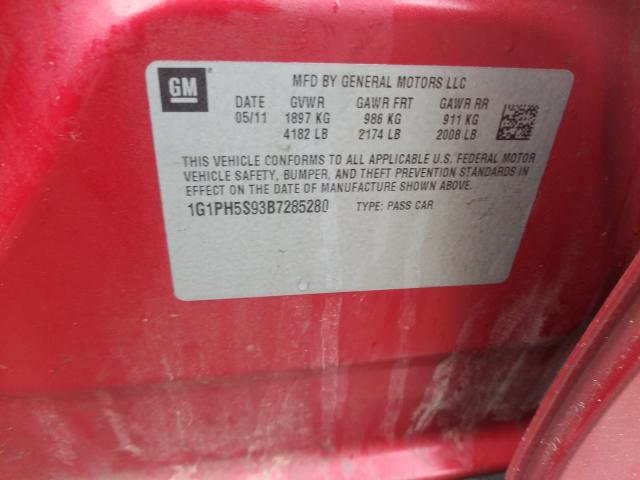 GM MFD BY GENERAL MOTORS LLC
DATE GVWR GAWR FRT GAWR RR
05/11 1897 KG 986 KG 911 KG
4182 LB 2174 LB 2008 LB
THIS VEHICLE CONFORMS TO ALL APPLICABLE U.S. FEDERAL MOTOR
VEHICLE SAFETY, BUMPER, AND THEFT PREVENTION STANDARDS IN
EFFECT ON THE DATE OF MANUFACTURE SHOWN ABOVE.
1G1PH5S93B7285280 TYPE: PASS CAR